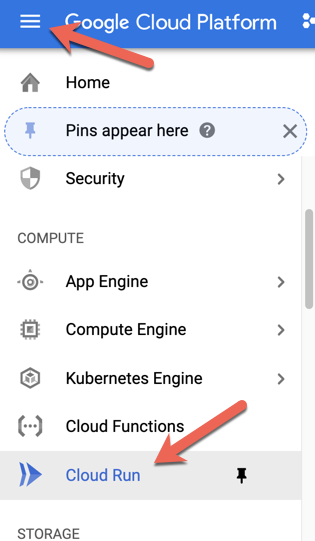 Google Cloud Platform
Home
Pins appear here ?
Security
COMPUTE
App Engine
Compute Engine
Kubernetes Engine
Cloud Functions
Cloud Run
STORAGE